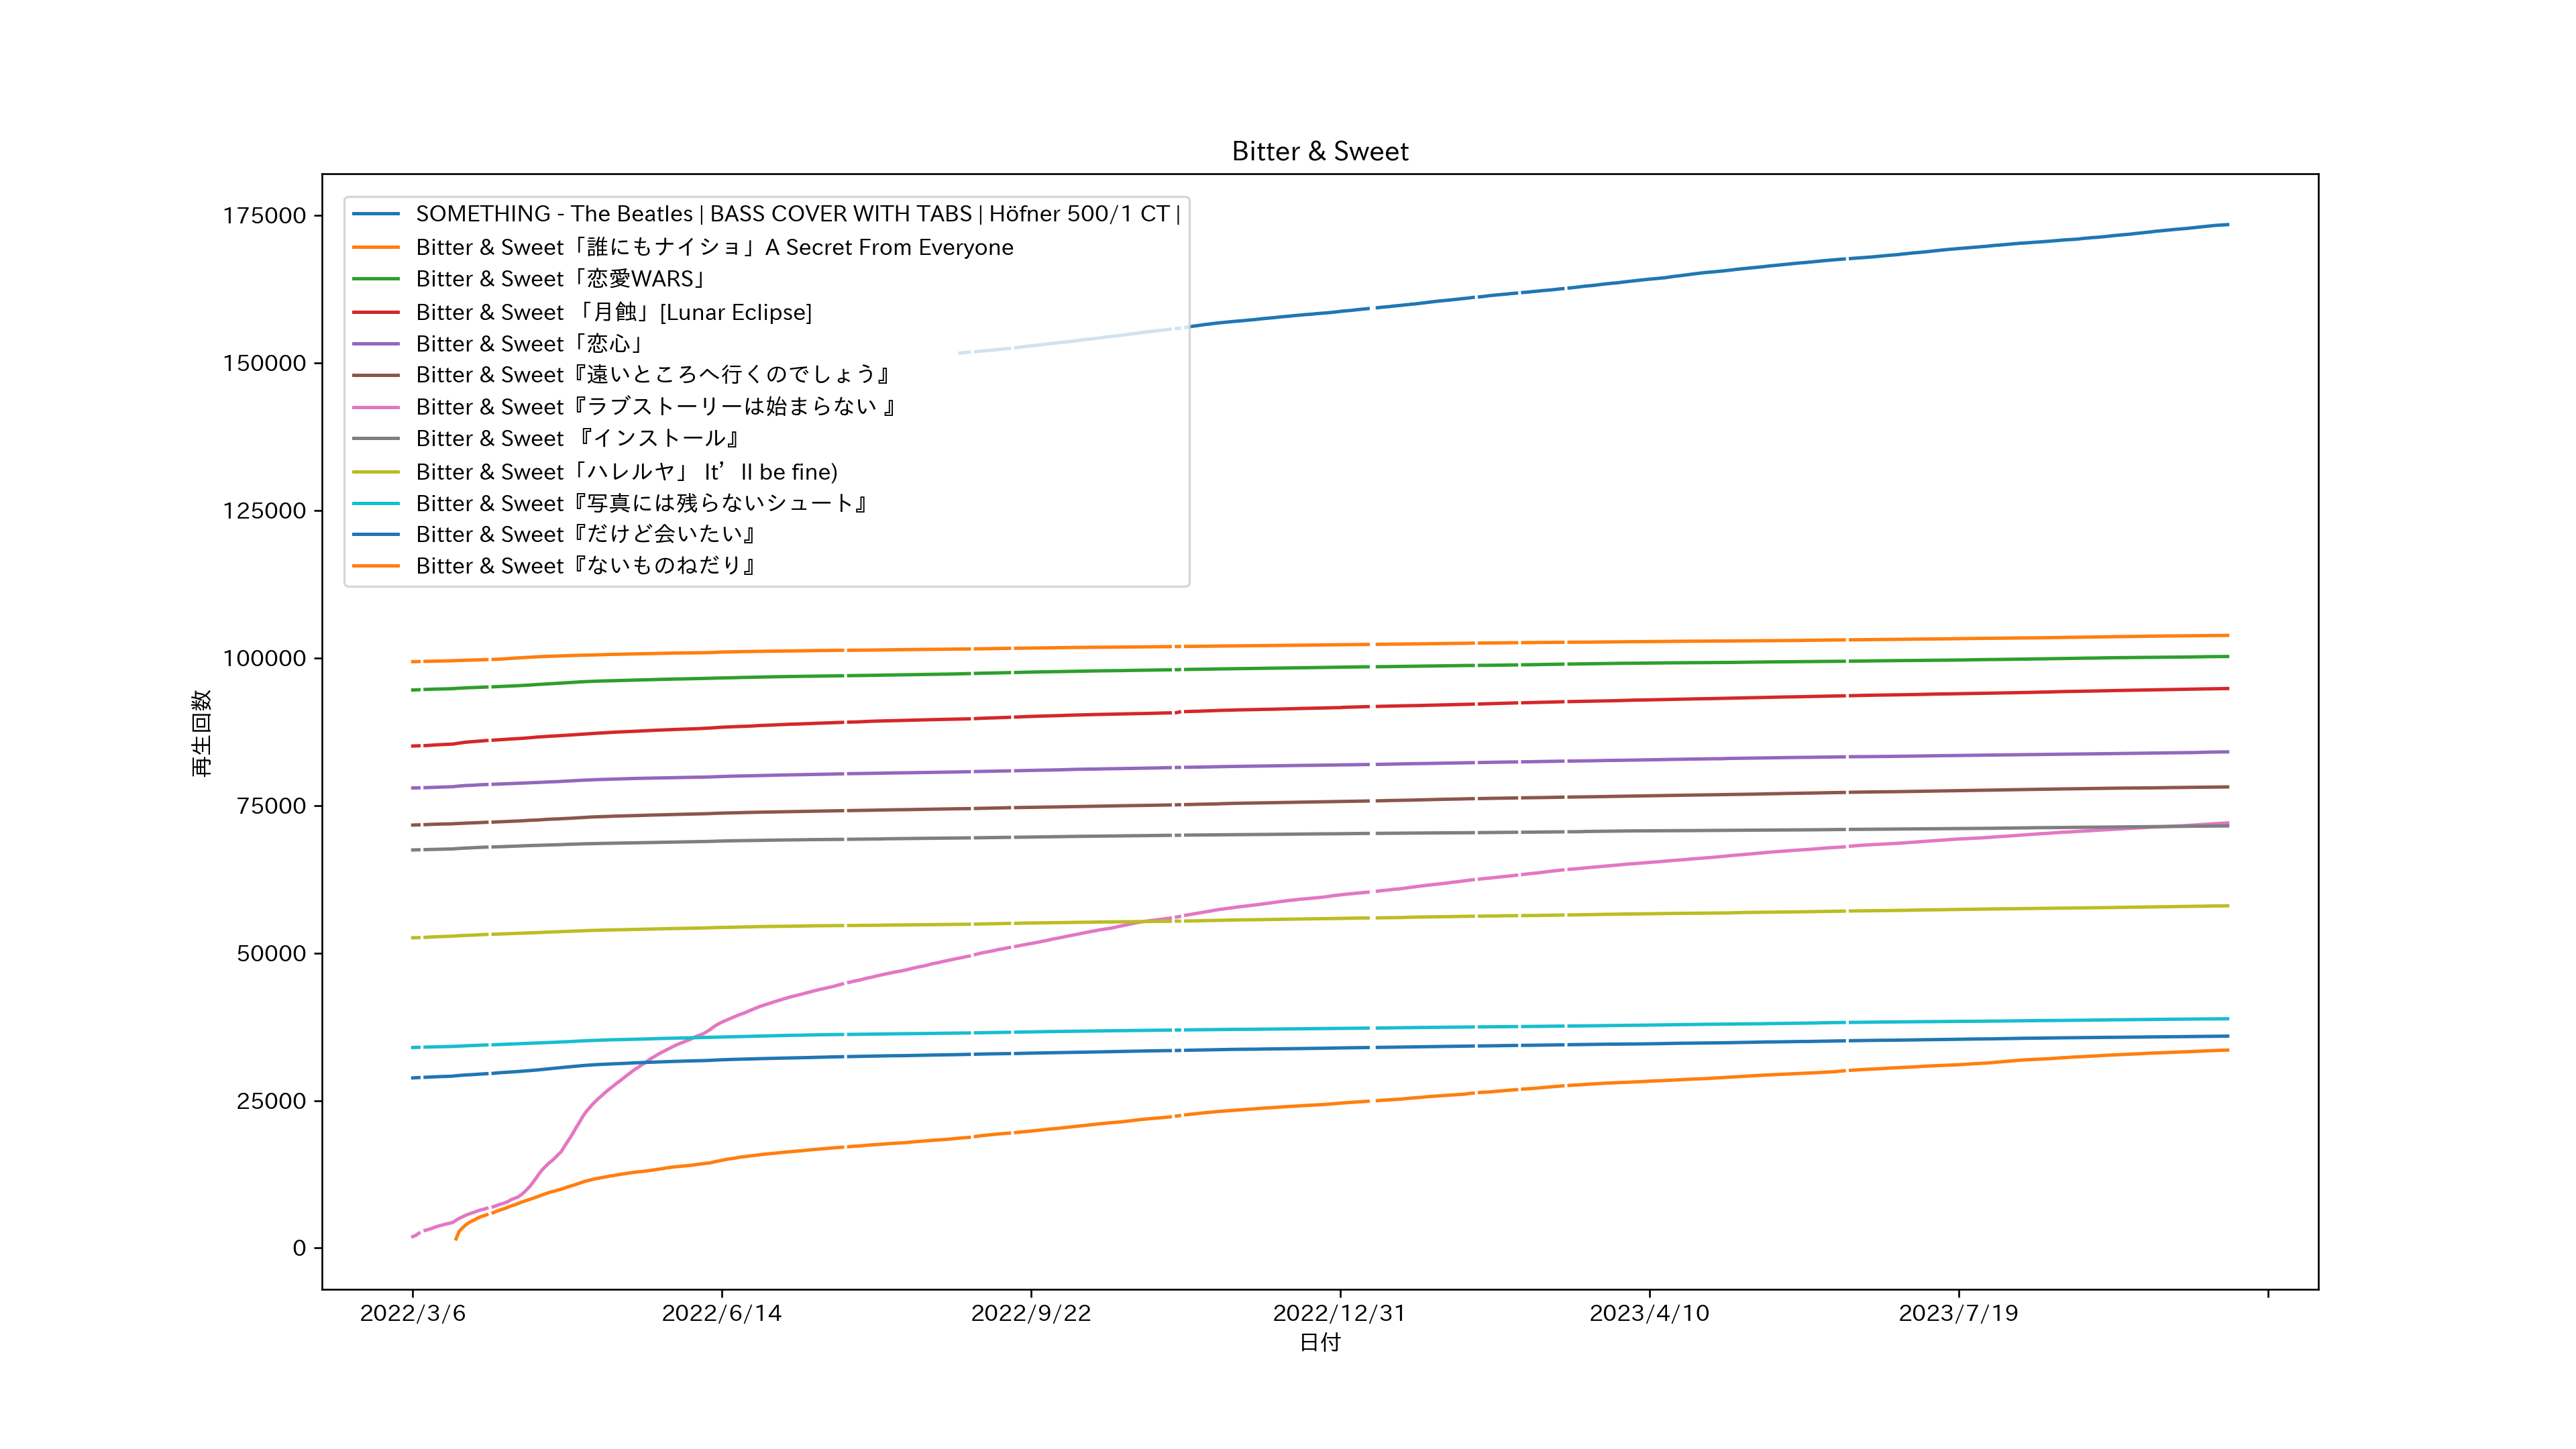 Bitter & Sweet
175000
150000
125000
100000
75000
50000
25000
0
再生回数
SOMETHING - The Beatles | BASS COVER WITH TABS | Höfner 500/1 CT |
Bitter & Sweet「誰にもナイショ」A Secret From Everyone
Bitter & Sweet「恋愛WARS」
Bitter & Sweet 「月蝕」[Lunar Eclipse]
Bitter & Sweet「恋心」
Bitter & Sweet『遠いところへ行くのでしょう』
Bitter & Sweet『ラブストーリーは始まらない 』
Bitter & Sweet 『インストール』
Bitter & Sweet「ハレルヤ」 It’ll be fine)
Bitter & Sweet『写真には残らないシュート』
Bitter & Sweet『だけど会いたい』
Bitter & Sweet『ないものねだり』
2022/3/6 2022/6/14 2022/9/22 2022/12/31 2023/4/10 2023/7/19
日付